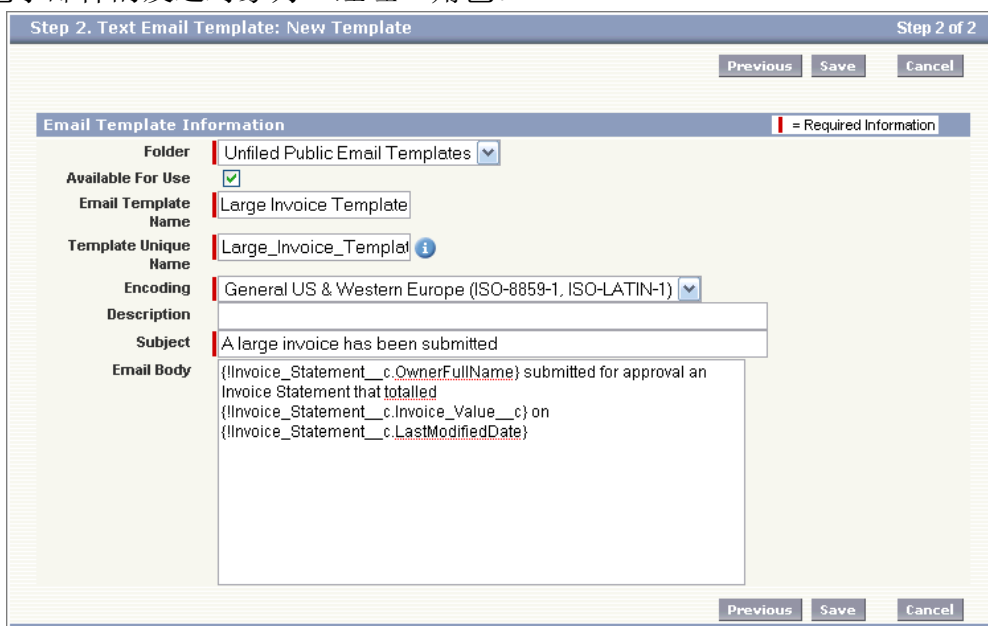 Step 2. Text Email Template: New Template Step 2 of 2
Previous Save Cancel
Email Template Information = Required Information
Folder Unfiled Public Email Templates
Available For Use
Email Template Name Large Invoice Template
Template Unique Name Large_Invoice_Templat
Encoding General US & Western Europe (ISO-8859-1, ISO-LATIN-1)
Description
Subject A large invoice has been submitted
Email Body {!Invoice_Statement__c.OwnerFullName} submitted for approval an
Invoice Statement that totalled
{!Invoice_Statement__c.Invoice_Value__c} on
{!Invoice_Statement__c.LastModifiedDate}
Previous Save Cancel